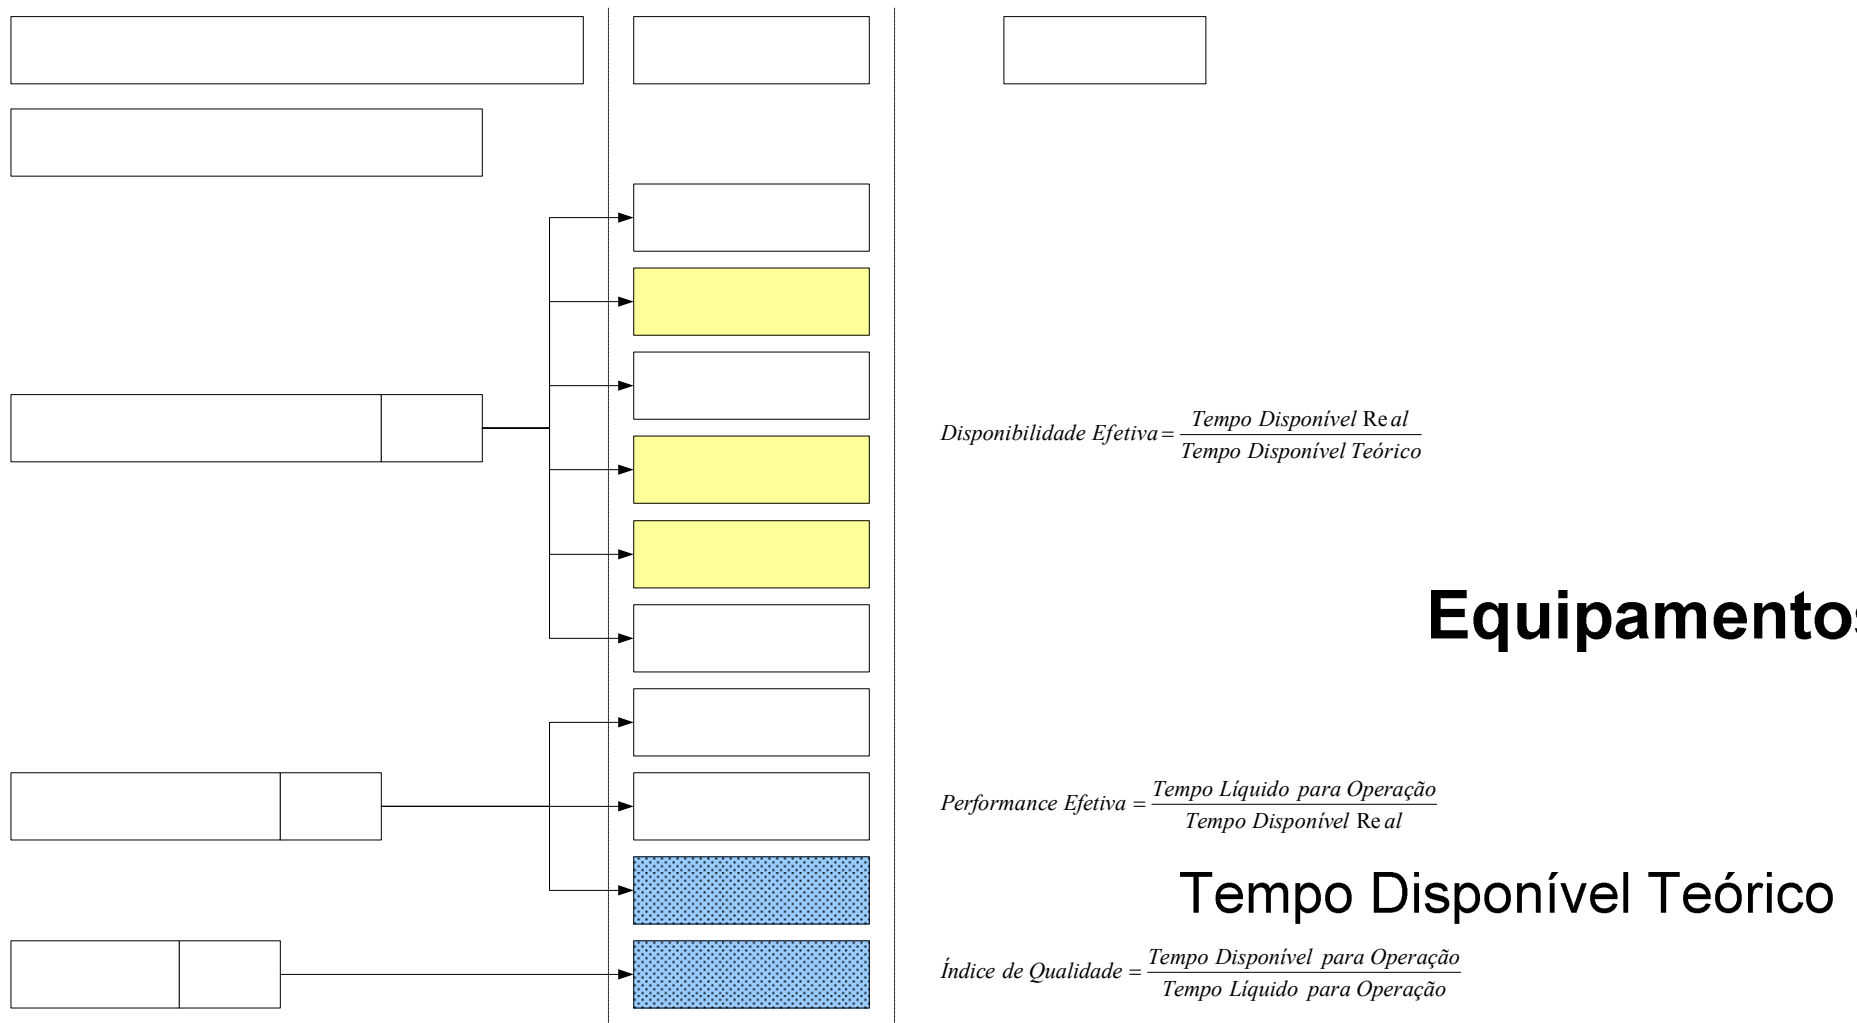 Disponibilidade Efetiva = Tempo Disponível Real
Tempo Disponível Teórico
Equipamentos
Performance Efetiva = Tempo Líquido para Operação
Tempo Disponível Real
Tempo Disponível Teórico
Índice de Qualidade = Tempo Disponível para Operação
Tempo Líquido para Operação